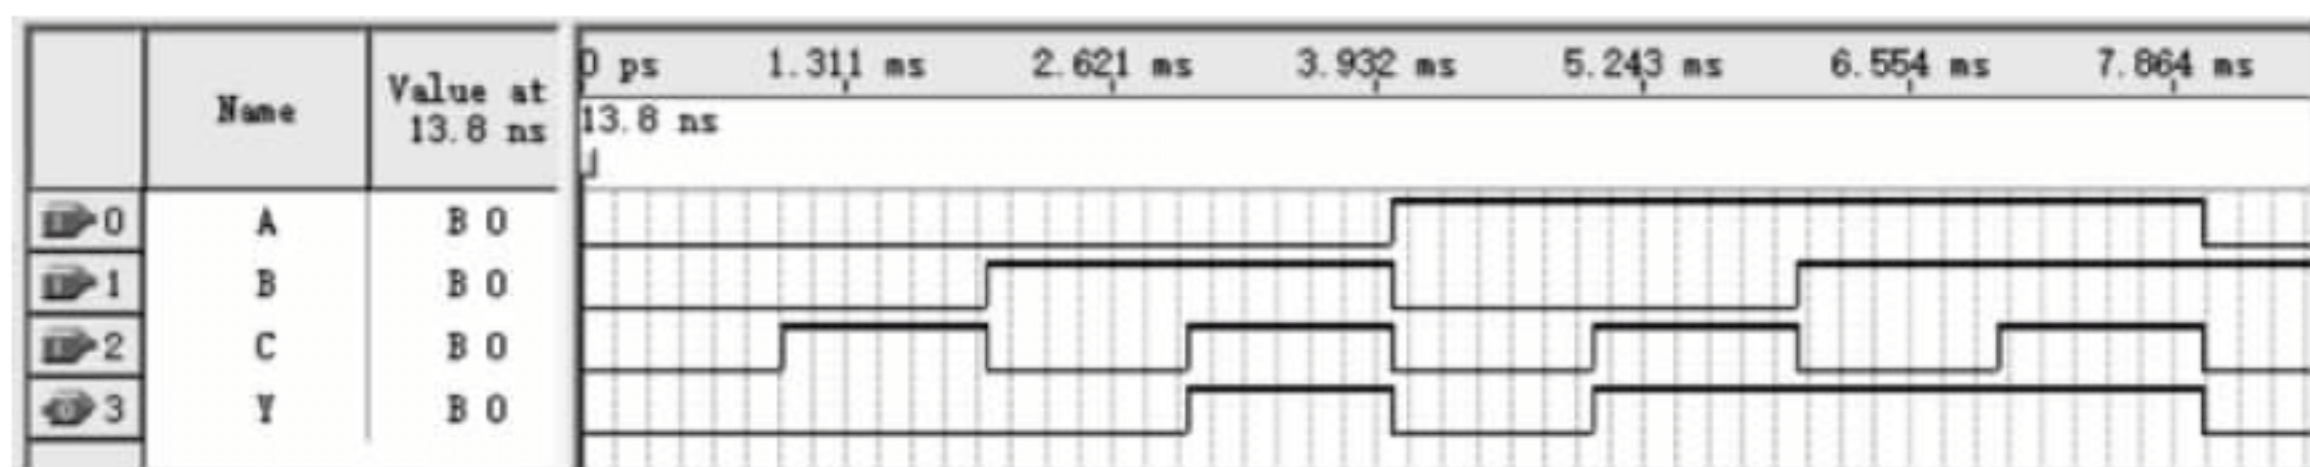 Name
Value at
13.8 ns
0 ps 1.311 ms 2.621 ms 3.932 ms 5.243 ms 6.554 ms 7.864 ms
13.8 ns
0 A B 0
1 B B 0
2 C B 0
3 Y B 0